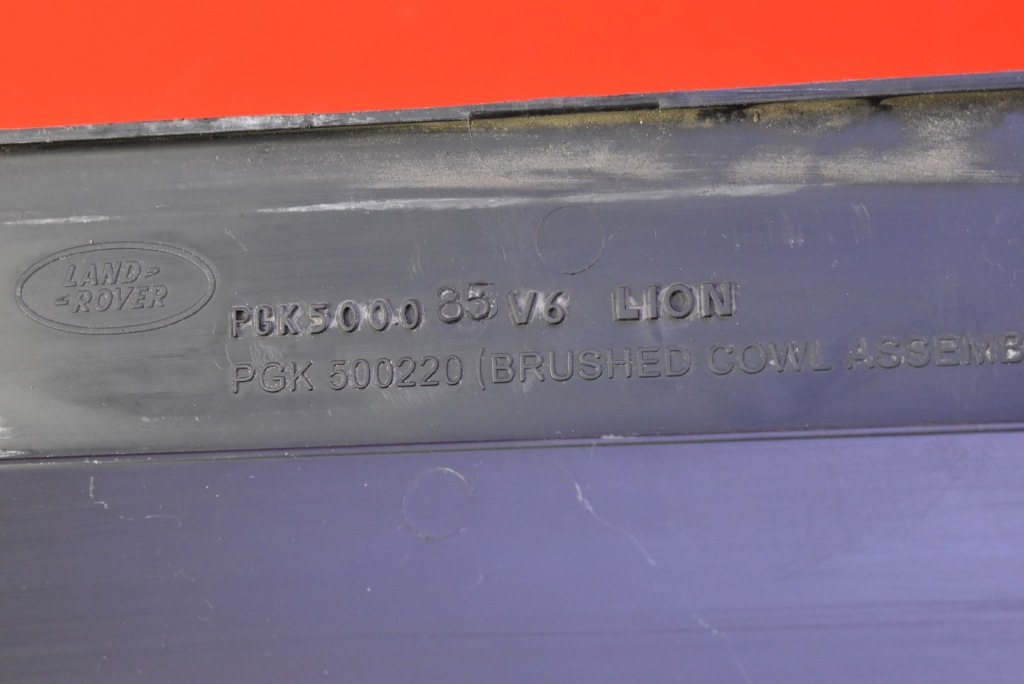 LAND-
-ROVER
PGK500085 V6 LION
PGK 500220 (BRUSHED COWL ASSEMB